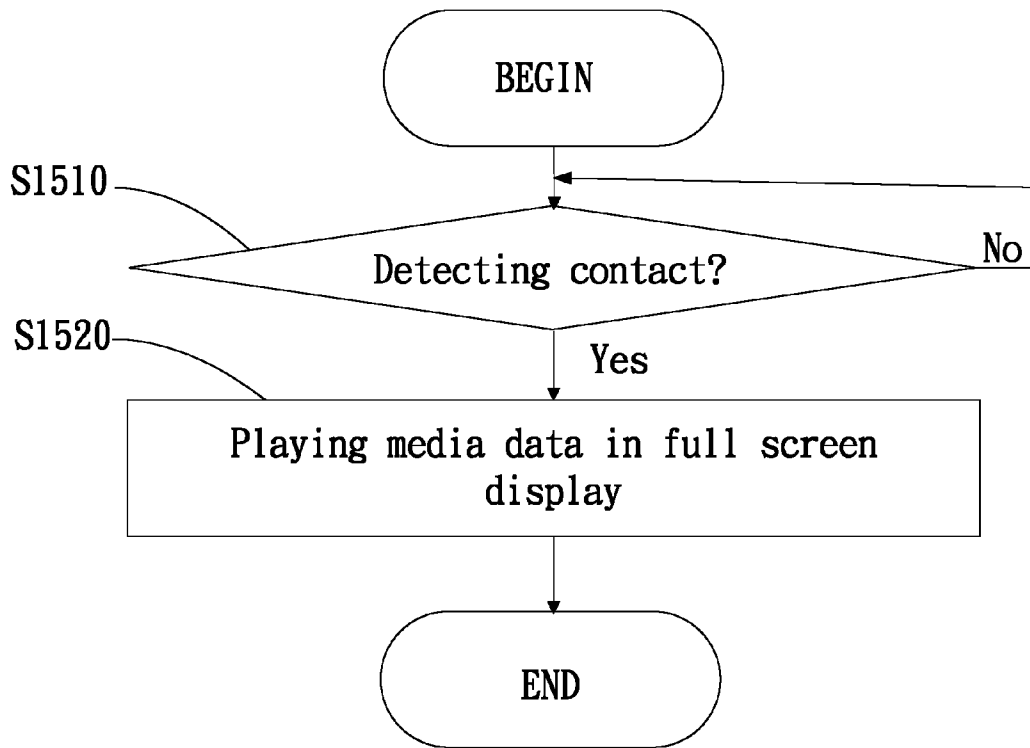 BEGIN
S1510
Detecting contact?
No
S1520
Yes
Playing media data in full screen
display
END